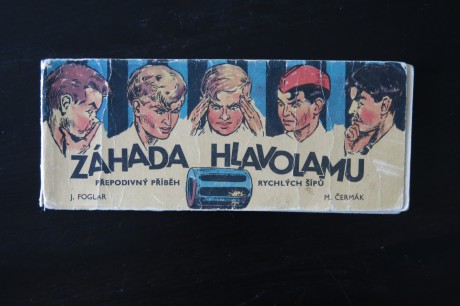 ZÁHADA HLAVOLAMU
PŘEPODIVNÝ PŘÍBĚH RYCHLÝCH ŠÍPŮ
J. FOGLAR M. ČERMÁK